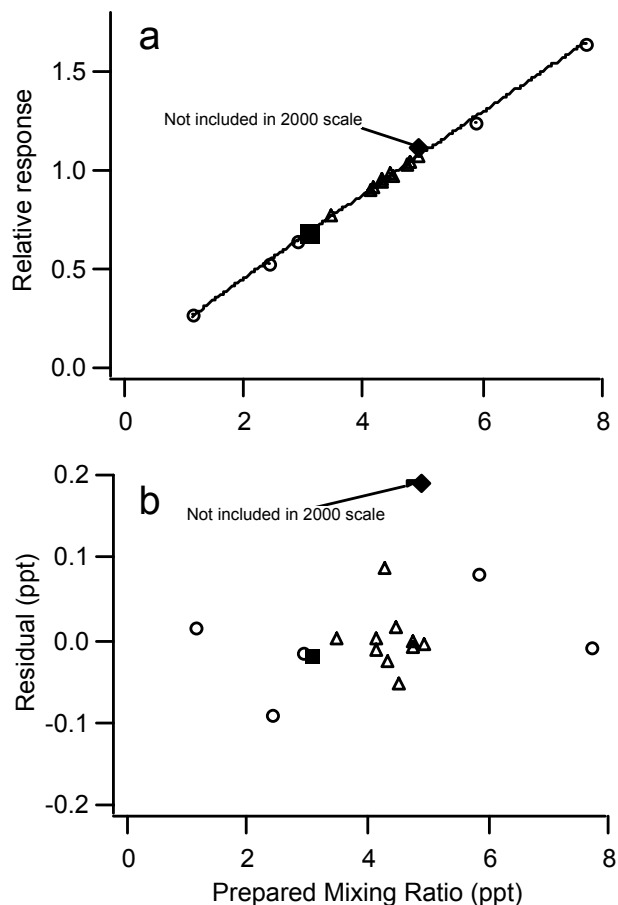 a
1.5
1.0
0.5
0.0
Relative response
Not included in 2000 scale
0 2 4 6 8
b
0.2
0.1
0.0
-0.1
-0.2
Residual (ppt)
Not included in 2000 scale
0 2 4 6 8
Prepared Mixing Ratio (ppt)